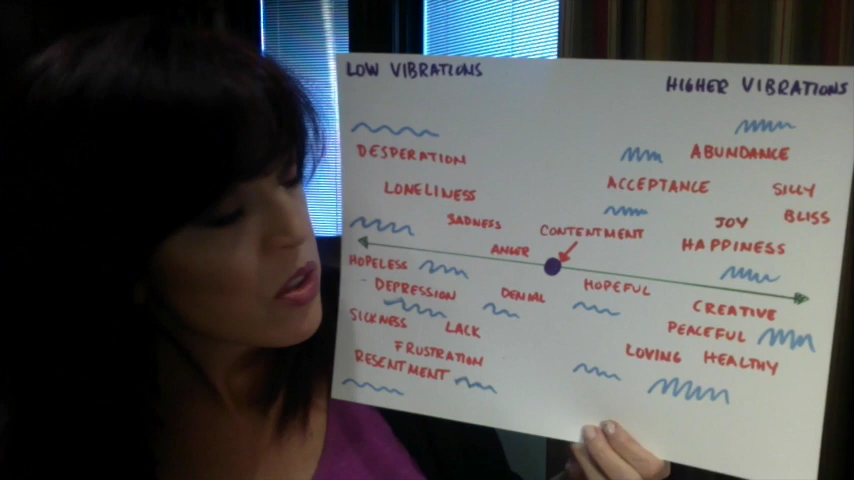 LOW VIBRATIONS
HIGHER VIBRATIONS
DESPERATION
ABUNDANCE
LONELINESS
ACCEPTANCE
SILLY
SADNESS
CONTENTMENT
JOY
BLISS
ANGER
HAPPINESS
HOPELESS
DEPRESSION
DENIAL
HOPEFUL
CREATIVE
SICKNESS
LACK
PEACEFUL
FRUSTRATION
LOVING HEALTHY
RESENTMENT